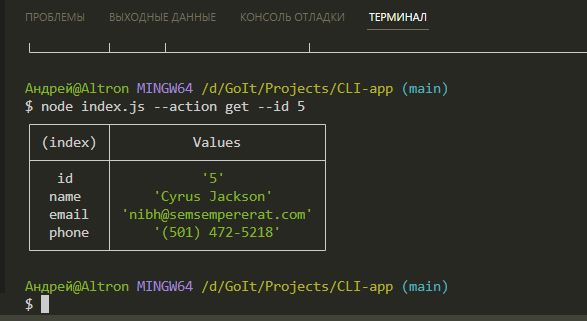 ПРОБЛЕМЫ ВЫХОДНЫЕ ДАННЫЕ КОНСОЛЬ ОТЛАДКИ ТЕРМИНАЛ
Андрей@Altron MINGW64 /d/GoIt/Projects/CLI-app (main)
$ node index.js --action get --id 5
(index) Values
id '5'
name 'Cyrus Jackson'
email 'nibh@semsempererat.com'
phone '(501) 472-5218'
Андрей@Altron MINGW64 /d/GoIt/Projects/CLI-app (main)
$